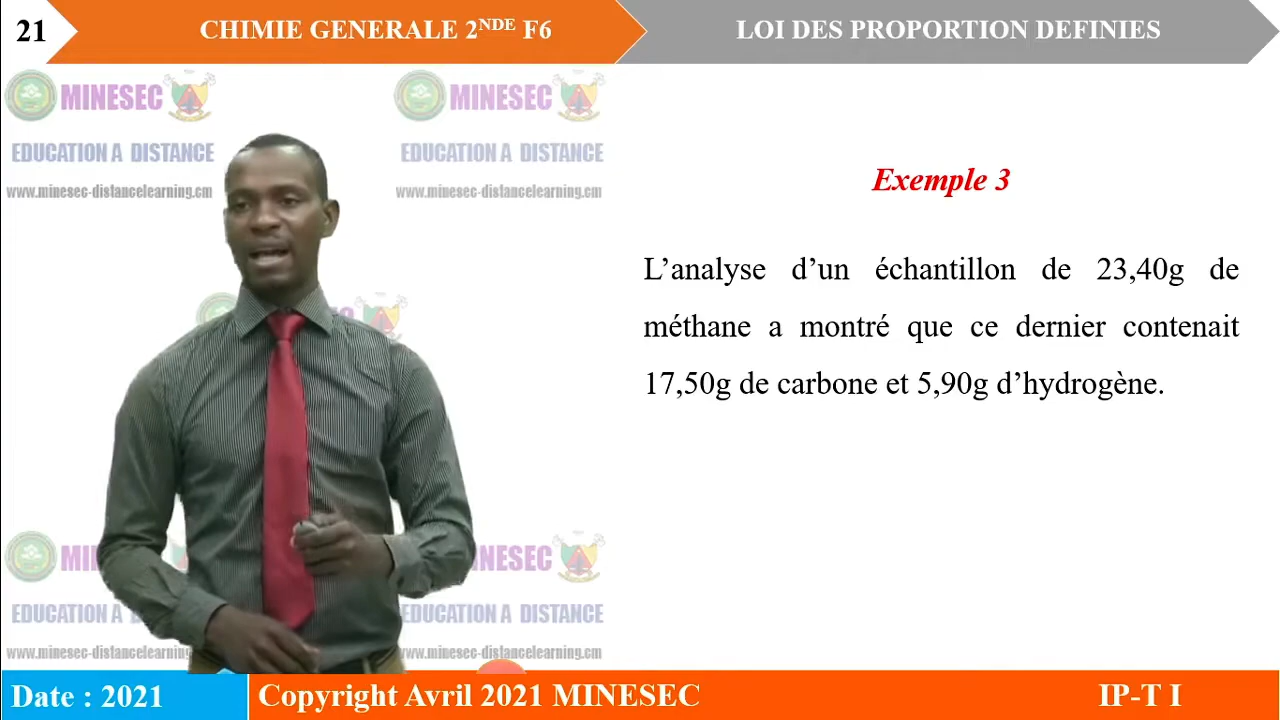 21
CHIMIE GENERALE 2NDE F6
LOI DES PROPORTION DEFINIES
MINESEC
EDUCATION A DISTANCE
www.minesec-distancelearning.cm
MINESEC
EDUCATION A DISTANCE
www.minesec-distancelearning.cm
Exemple 3
L’analyse d’un échantillon de 23,40g de
méthane a montré que ce dernier contenait
17,50g de carbone et 5,90g d’hydrogène.
EDUCATION A
INESEC
EDUCATION A DISTANCE
www.minesec-distancelearning.cm
Date : 2021
Copyright Avril 2021 MINESEC
IP-T I